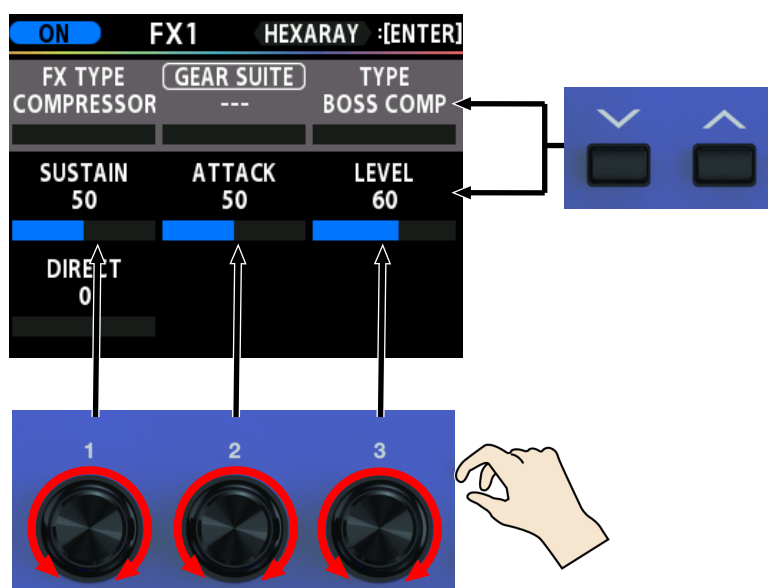 ON FX1 HEXARAY :[ENTER]
FX TYPE GEAR SUITE TYPE
COMPRESSOR --- BOSS COMP
SUSTAIN ATTACK LEVEL
50 50 60
DIRECT
0
1 2 3